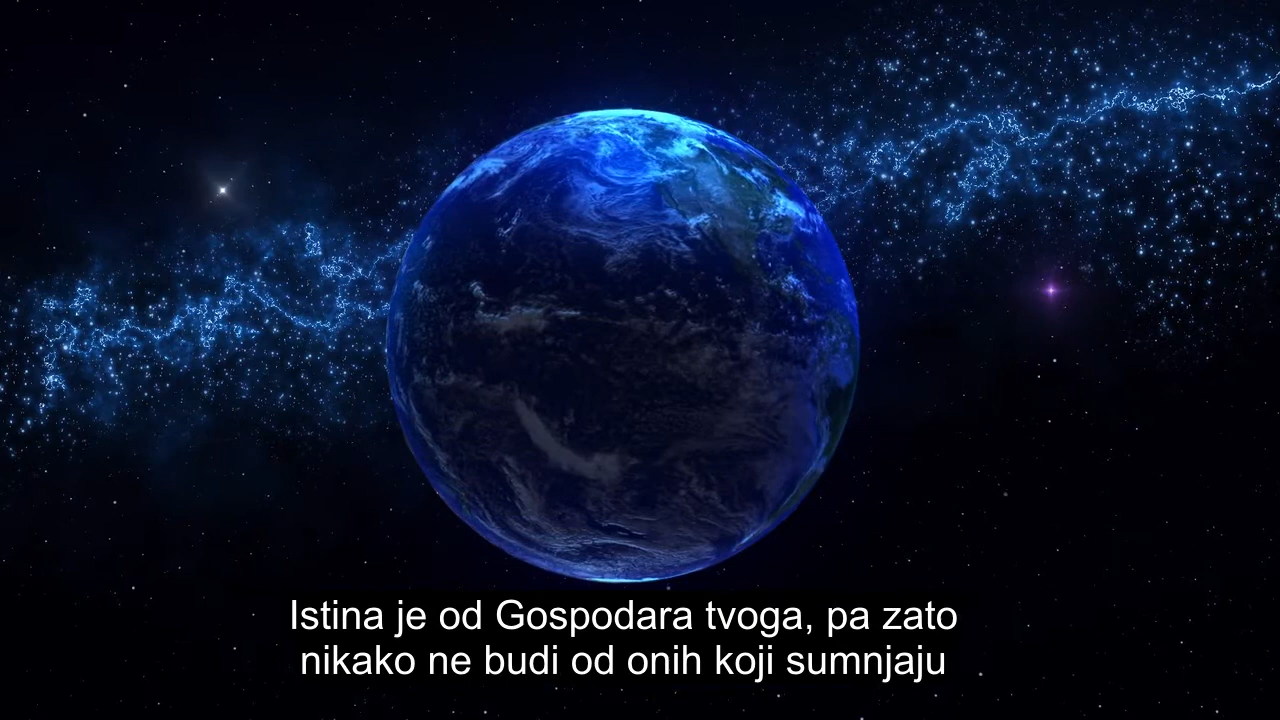 Istina je od Gospodara tvoga, pa zato
nikako ne budi od onih koji sumnjaju